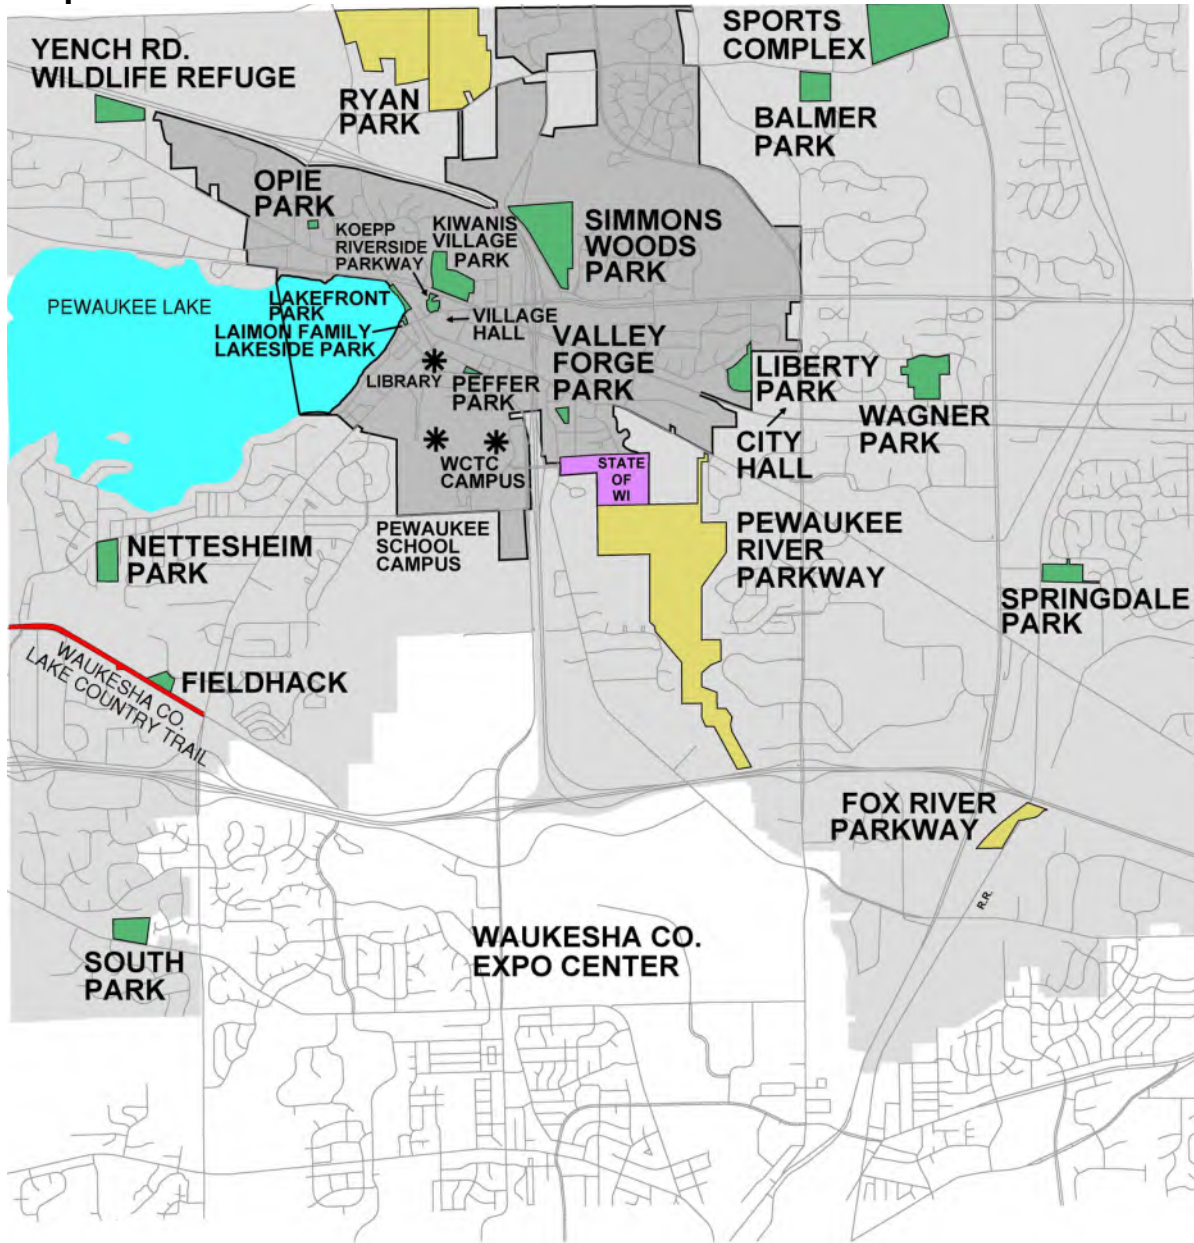 YENCH RD.
WILDLIFE REFUGE
RYAN
PARK
SPORTS
COMPLEX
BALMER
PARK
OPIE
PARK
KOEPP
RIVERSIDE
PARKWAY
KIWANIS
VILLAGE
PARK
SIMMONS
WOODS
PARK
PEWAUKEE LAKE
LAKEFRONT
PARK
LAIMON FAMILY
LAKESIDE PARK
VILLAGE
HALL
VALLEY
FORGE
PARK
LIBRARY
PEFFER
PARK
LIBERTY
PARK
WAGNER
PARK
CITY
HALL
WCTC
CAMPUS
STATE
OF
WI
PEWAUKEE
SCHOOL
CAMPUS
PEWAUKEE
RIVER
PARKWAY
NETTESHEIM
PARK
SPRINGDALE
PARK
WAUKESHA CO.
LAKE COUNTRY TRAIL
FIELDHACK
FOX RIVER
PARKWAY
R.R.
SOUTH
PARK
WAUKESHA CO.
EXPO CENTER